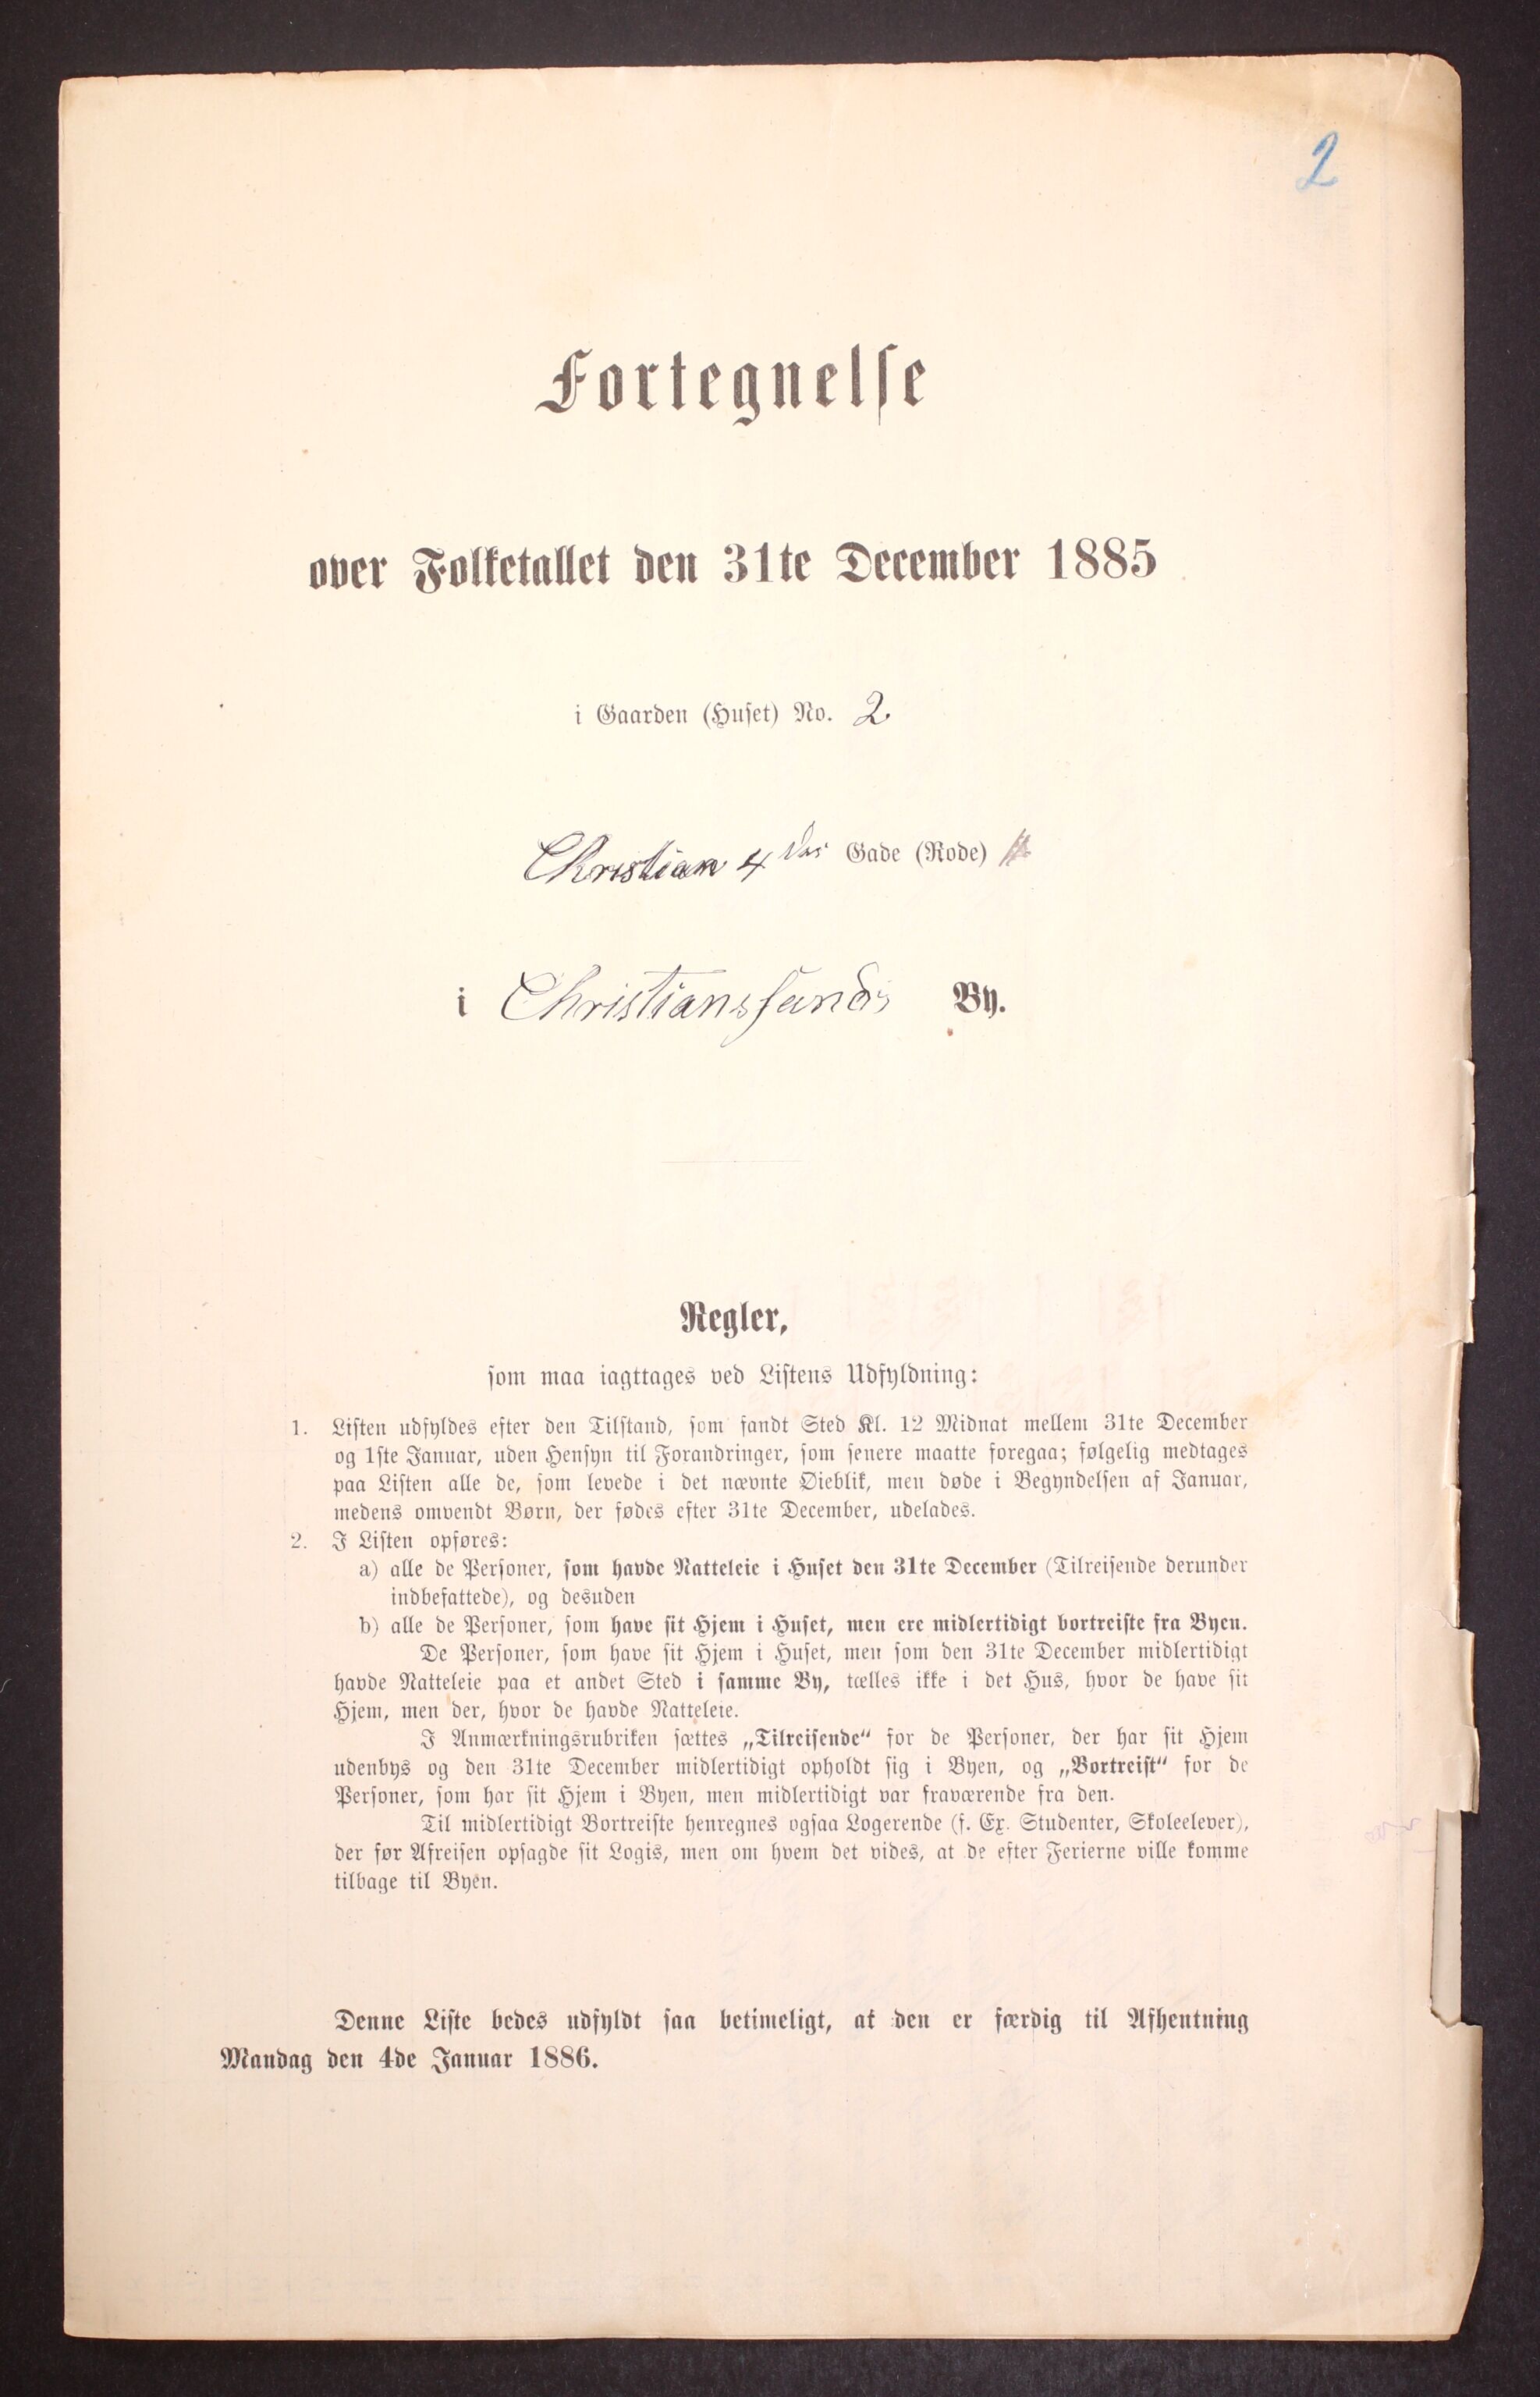 2
Fortegnelse
over Folketallet den 31te December 1885
i Gaarden (Huset) No. 2
Christian 4 des Gade (Rode)
i Christianssands By.
Regler,
som maa iagttages ved Listens Udfyldning:
1. Listen udfyldes efter den Tilstand, som fandt Sted Kl. 12 Midnat mellem 31te December
og 1ste Januar, uden Hensyn til Forandringer, som senere maatte foregaa; følgelig medtages
paa Listen alle de, som levede i det nævnte Øieblik, men døde i Begyndelsen af Januar,
medens omvendt Børn, der fødes efter 31te December, udelades.
2. I Listen opføres:
a) alle de Personer, som havde Natteleie i Huset den 31te December (Tilreisende derunder
indbefattede), og desuden
b) alle de Personer, som have sit Hjem i Huset, men ere midlertidigt bortreiste fra Byen.
De Personer, som have sit Hjem i Huset, men som den 31te December midlertidigt
havde Natteleie paa et andet Sted i samme By, tælles ikke i det Hus, hvor de have sit
Hjem, men der, hvor de havde Natteleie.
I Anmærkningsrubriken sættes „Tilreisende“ for de Personer, der har sit Hjem
udenbys og den 31te December midlertidigt opholdt sig i Byen, og „Bortreist“ for de
Personer, som har sit Hjem i Byen, men midlertidigt var fraværende fra den.
Til midlertidigt Bortreiste henregnes ogsaa Logerende (f. Ex. Studenter, Skoleelever),
der før Afreisen opsagde sit Logis, men om hvem det vides, at de efter Ferierne ville komme
tilbage til Byen.
Denne Liste bedes udfyldt saa betimeligt, at den er færdig til Afhentning
Mandag den 4de Januar 1886.